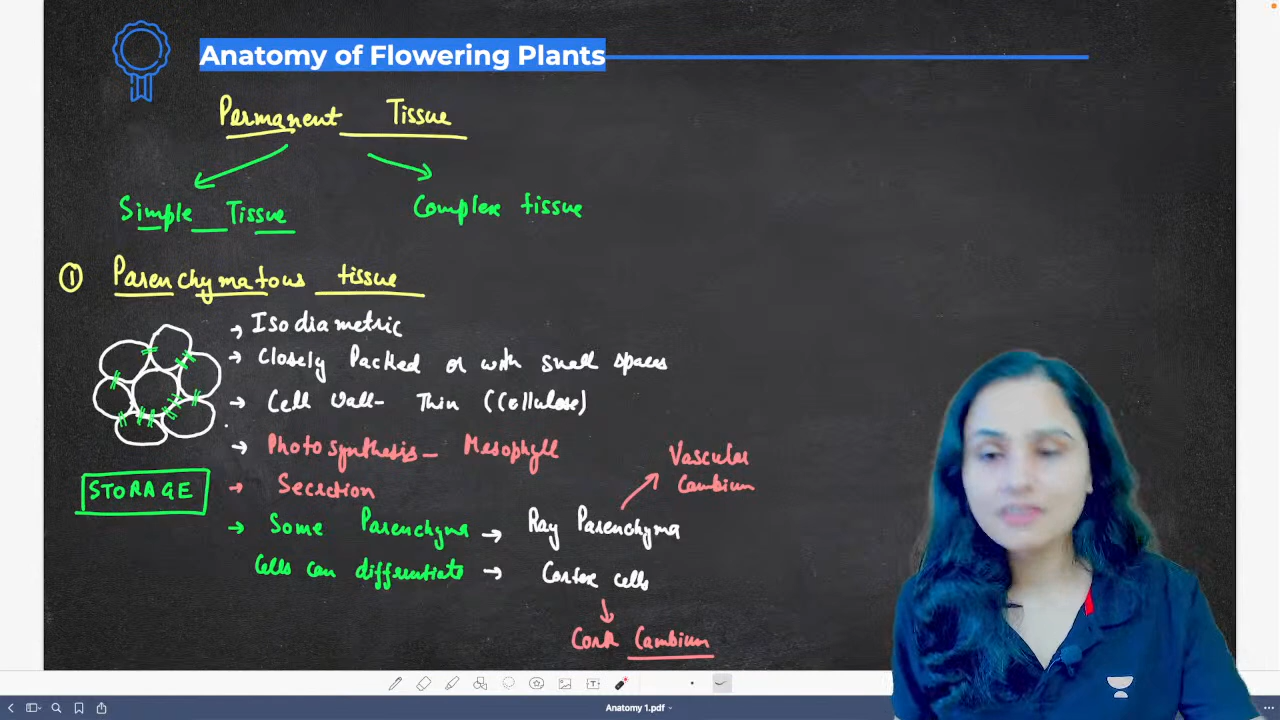 Anatomy of Flowering Plants
Permanent Tissue
Simple Tissue
Complex tissue
① Parenchymatous tissue
→ Isodiametric
→ Closely Packed or with small spaces
→ Cell Wall- Thin (Cellulose)
→ Photosynthesis - Mesophyll
STORAGE
→ Secretion
Vascular
Cambium
→ Some Parenchyma → Ray Parenchyma
Cells can differentiate → Cortex cells
Cork Cambium
Anatomy 1.pdf